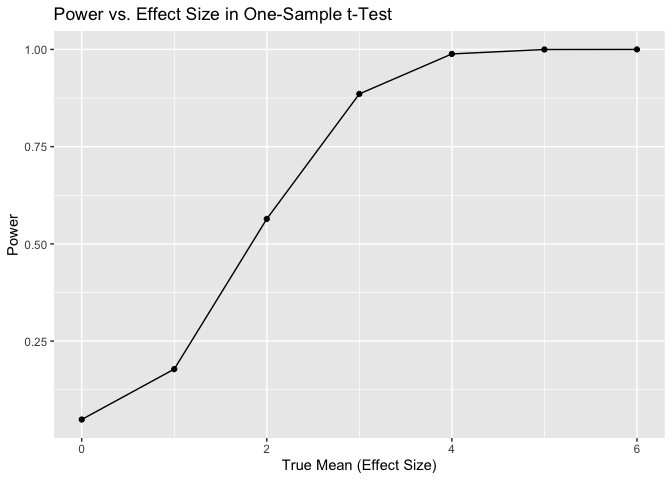 Power vs. Effect Size in One-Sample t-Test
1.00
0.75
0.50
0.25
Power
0 2 4 6
True Mean (Effect Size)